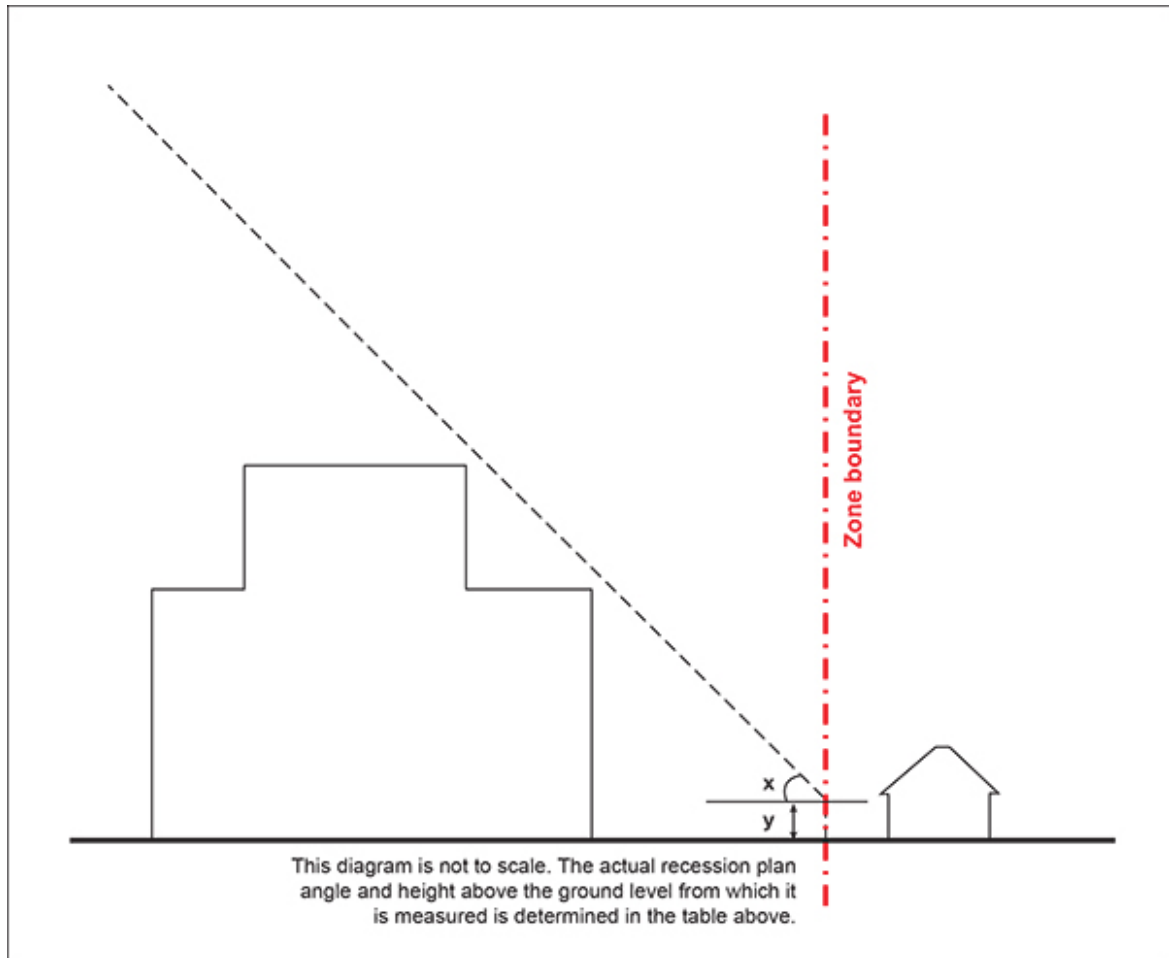 Zone boundary
x
y
This diagram is not to scale. The actual recession plan
angle and height above the ground level from which it
is measured is determined in the table above.